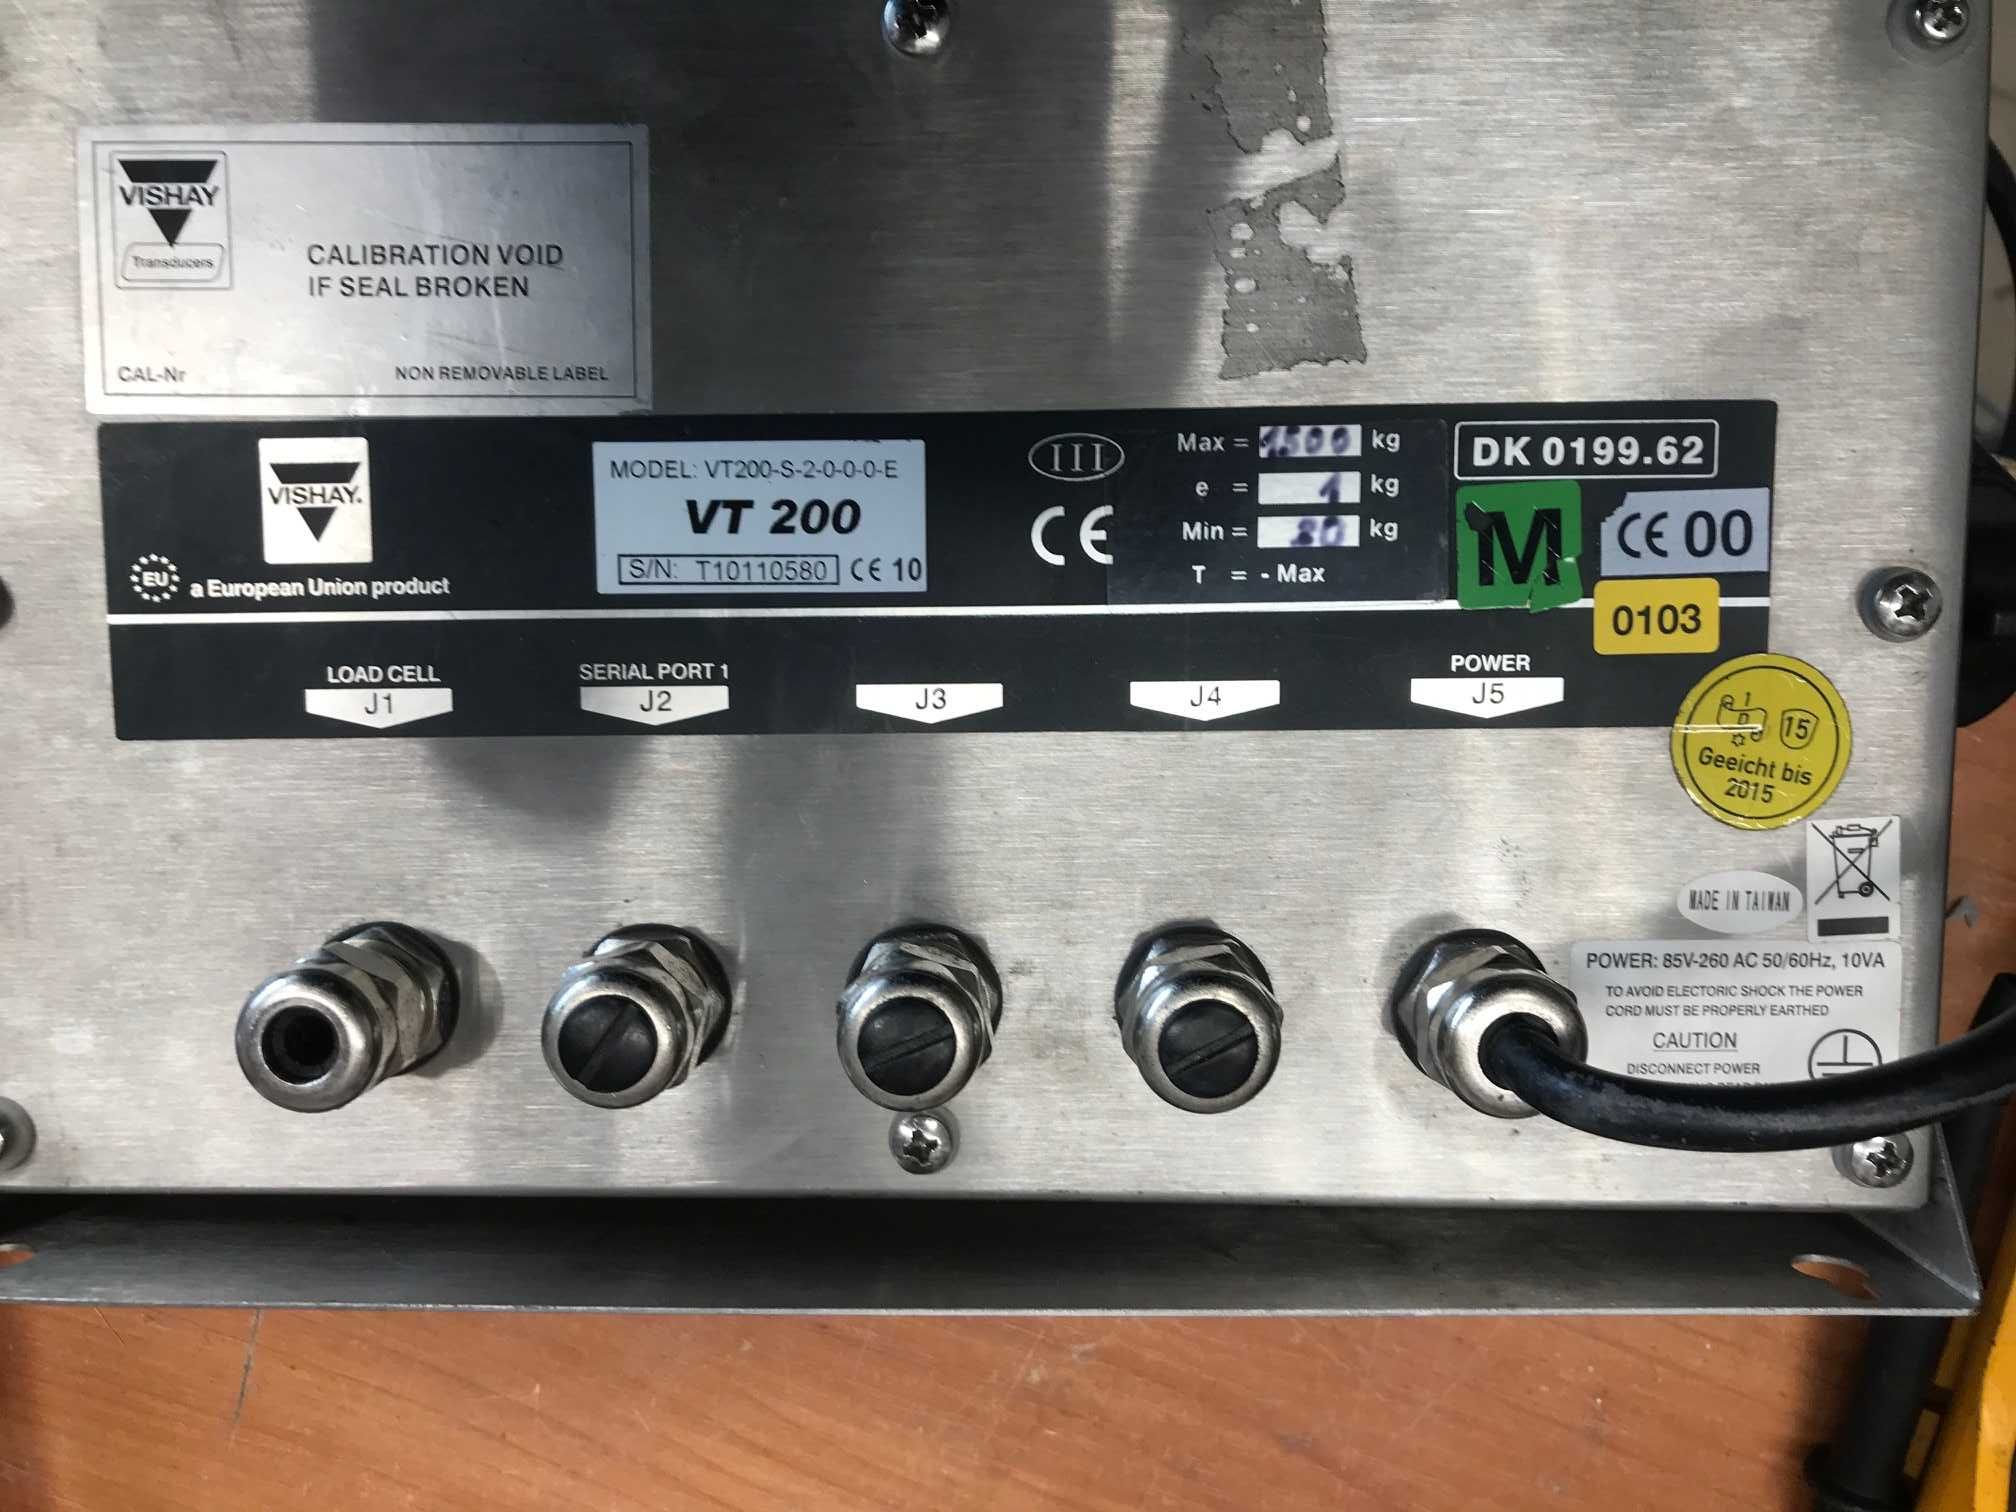 VISHAY
Transducers
CALIBRATION VOID
IF SEAL BROKEN
CAL-Nr
NON REMOVABLE LABEL
VISHAY.
EU
a European Union product
MODEL: VT200-S-2-0-0-0-E
VT 200
S/N: T10110580 CE 10
III
CE
Max = 1500 kg
e = 1 kg
Min = kg
T = - Max
DK 0199.62
M
CE 00
0103
LOAD CELL
J1
SERIAL PORT 1
J2
J3
J4
POWER
J5
1
D
15
Geeicht bis
2015
MADE IN TAIWAN
POWER: 85V-260 AC 50/60Hz, 10VA
TO AVOID ELECTORIC SHOCK THE POWER
CORD MUST BE PROPERLY EARTHED
CAUTION
DISCONNECT POWER